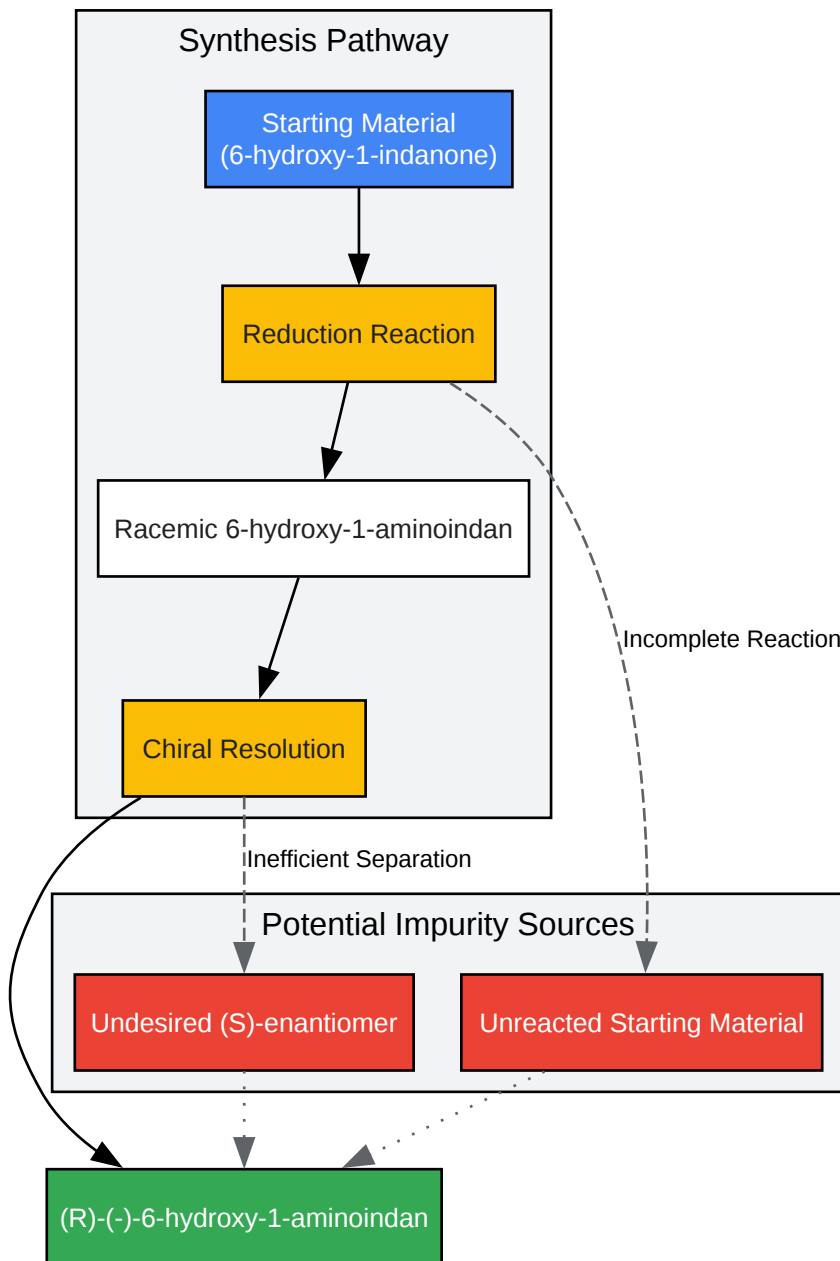 Synthesis Pathway
Starting Material
(6-hydroxy-1-indanone)
Reduction Reaction
Racemic 6-hydroxy-1-aminoindan
Incomplete Reaction
Chiral Resolution
Inefficient Separation
Potential Impurity Sources
Undesired (S)-enantiomer
Unreacted Starting Material
(R)-(-)-6-hydroxy-1-aminoindan